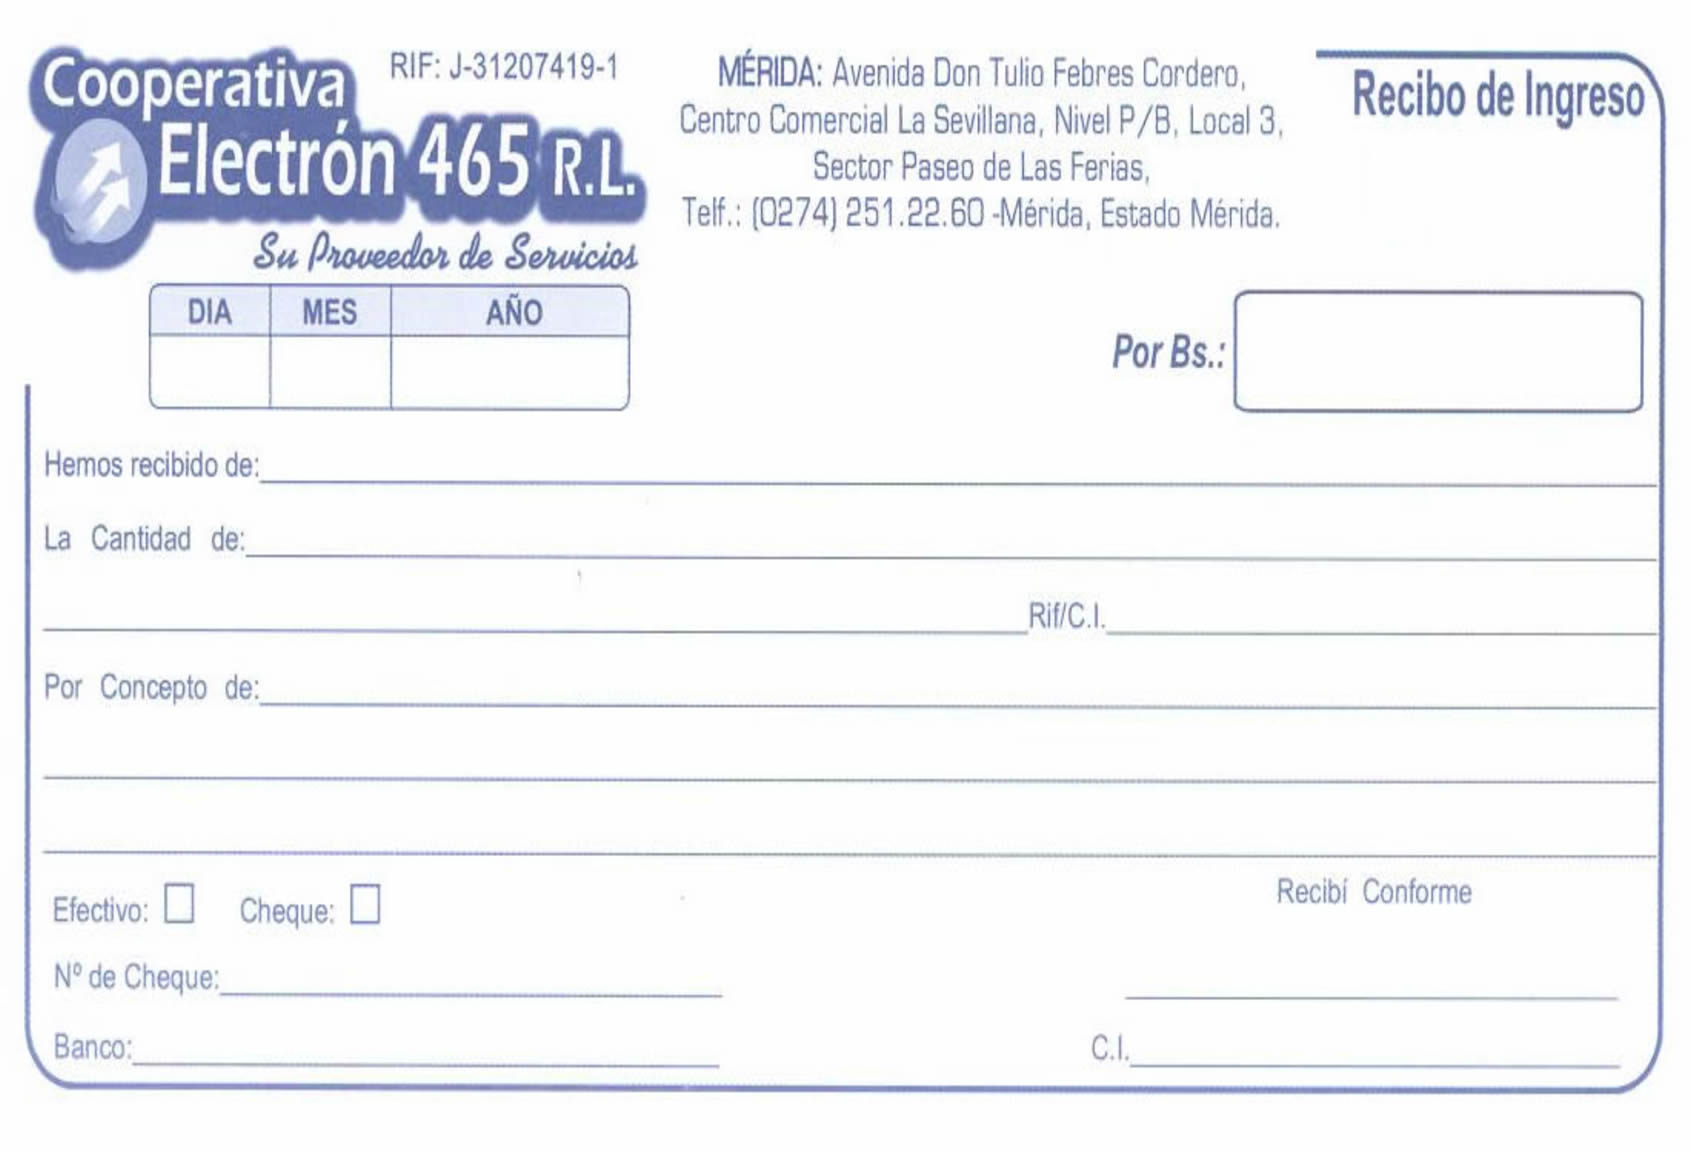 Cooperativa
Electrón 465 R.L.
Su Proveedor de Servicios
RIF: J-31207419-1
MÉRIDA: Avenida Don Tulio Febres Cordero,
Centro Comercial La Sevillana, Nivel P/B, Local 3,
Sector Paseo de Las Ferias,
Telf.: (0274) 251.22.60 -Mérida, Estado Mérida.
Recibo de Ingreso
DIA MES AÑO
Por Bs.:
Hemos recibido de:
La Cantidad de:
Rif/C.I.
Por Concepto de:
Efectivo: Cheque:
Recibí Conforme
Nº de Cheque:
Banco:
C.I.